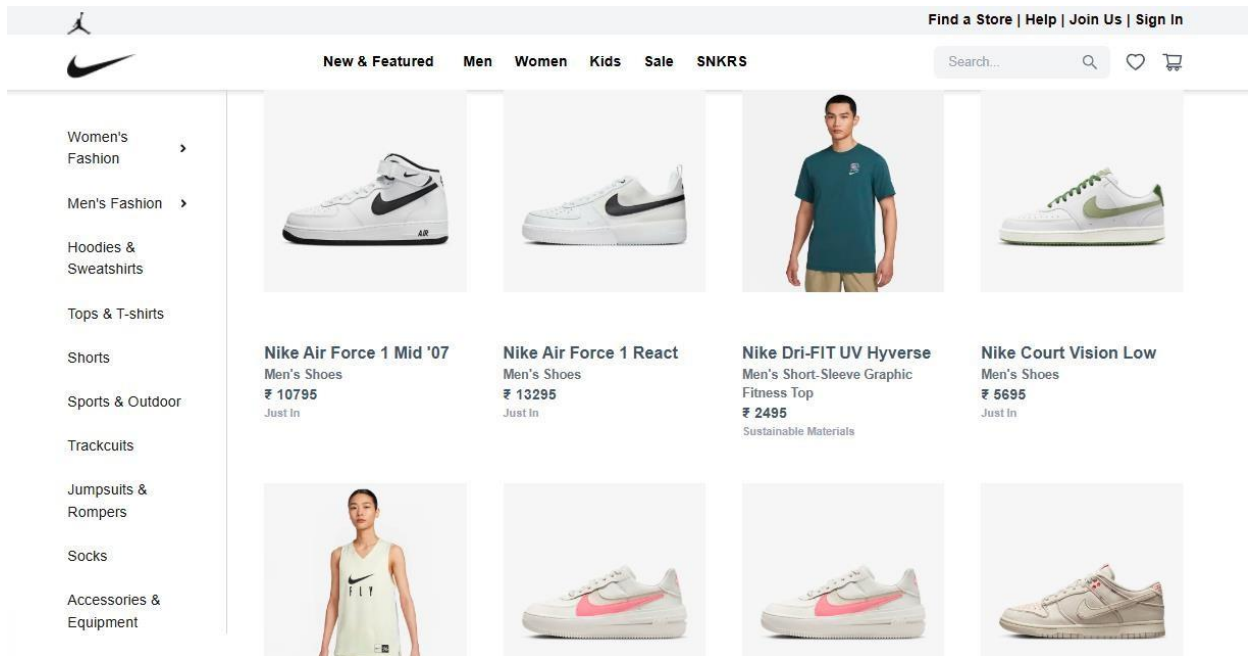 Find a Store | Help | Join Us | Sign In
New & Featured Men Women Kids Sale SNKRS
Search...
Women's
Fashion
Men's Fashion
Hoodies &
Sweatshirts
Tops & T-shirts
Shorts
Sports & Outdoor
Trackcuits
Jumpsuits &
Rompers
Socks
Accessories &
Equipment
AIR
Nike Air Force 1 Mid '07
Men's Shoes
₹ 10795
Just In
Nike Air Force 1 React
Men's Shoes
₹ 13295
Just In
Nike Dri-FIT UV Hyverse
Men's Short-Sleeve Graphic
Fitness Top
₹ 2495
Sustainable Materials
Nike Court Vision Low
Men's Shoes
₹ 5695
Just In
FLY